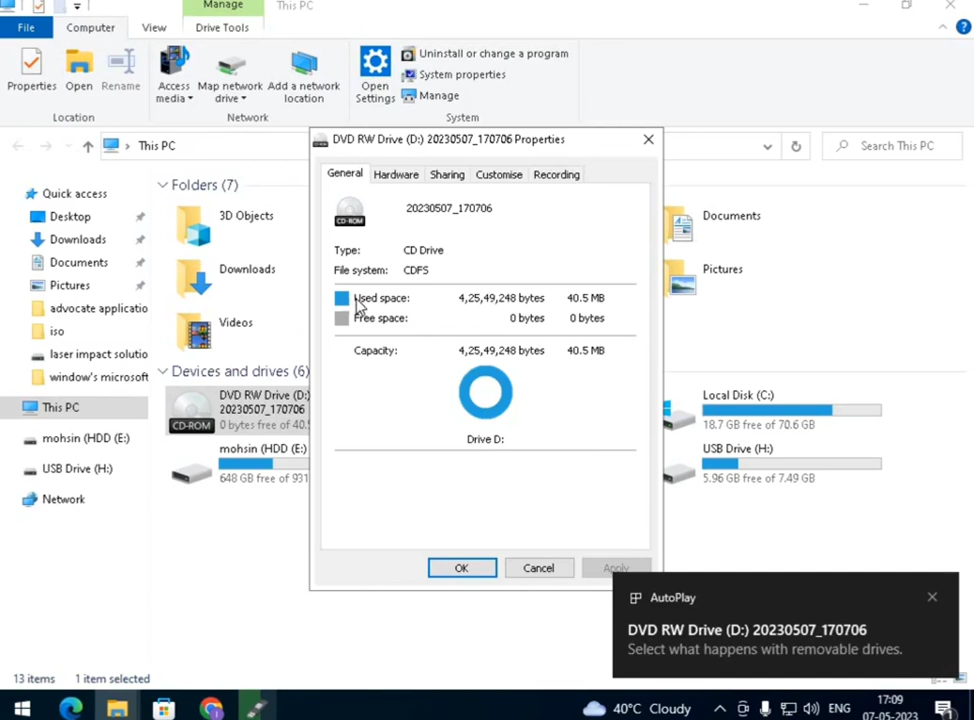 Manage
This PC
File
Computer
View
Drive Tools
Properties
Open
Rename
Access media
Map network drive
Add a network location
Open Settings
Uninstall or change a program
System properties
Manage
Location
Network
System
This PC
Search This PC
Quick access
Desktop
Downloads
Documents
Pictures
advocate applicatio
iso
laser impact solutio
window's microsoft
This PC
mohsin (HDD (E:)
USB Drive (H:)
Network
Folders (7)
3D Objects
Downloads
Videos
Documents
Pictures
Devices and drives (6)
DVD RW Drive (D:)
20230507_170706
0 bytes free of 40.
CD-ROM
mohsin (HDD (E:)
648 GB free of 931
Local Disk (C:)
18.7 GB free of 70.6 GB
USB Drive (H:)
5.96 GB free of 7.49 GB
DVD RW Drive (D:) 20230507_170706 Properties
General
Hardware
Sharing
Customise
Recording
CD-ROM
20230507_170706
Type: CD Drive
File system: CDFS
Used space: 4,25,49,248 bytes 40.5 MB
Free space: 0 bytes 0 bytes
Capacity: 4,25,49,248 bytes 40.5 MB
Drive D:
OK
Cancel
Apply
AutoPlay
DVD RW Drive (D:) 20230507_170706
Select what happens with removable drives.
13 items
1 item selected
40°C Cloudy
ENG
17:09
07-05-2023